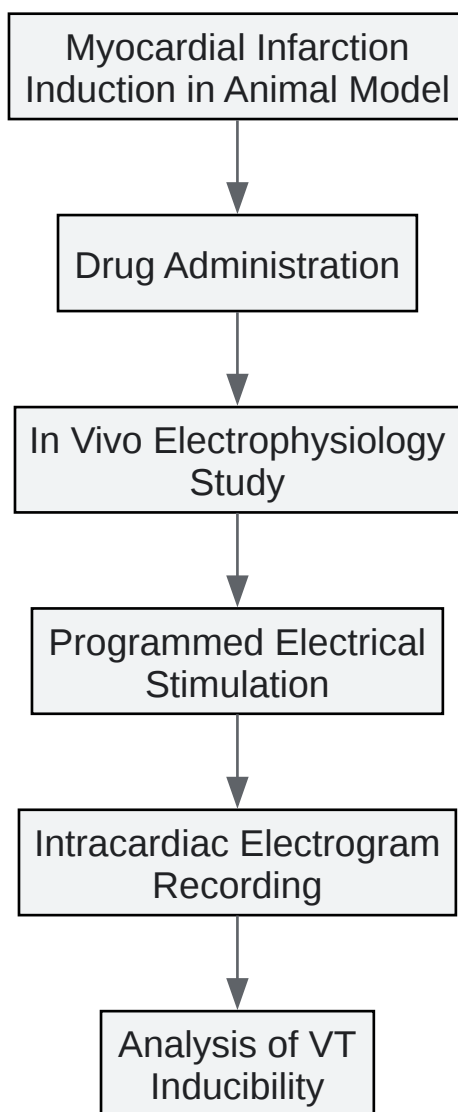 Myocardial Infarction
Induction in Animal Model
Drug Administration
In Vivo Electrophysiology
Study
Programmed Electrical
Stimulation
Intracardiac Electrogram
Recording
Analysis of VT
Inducibility